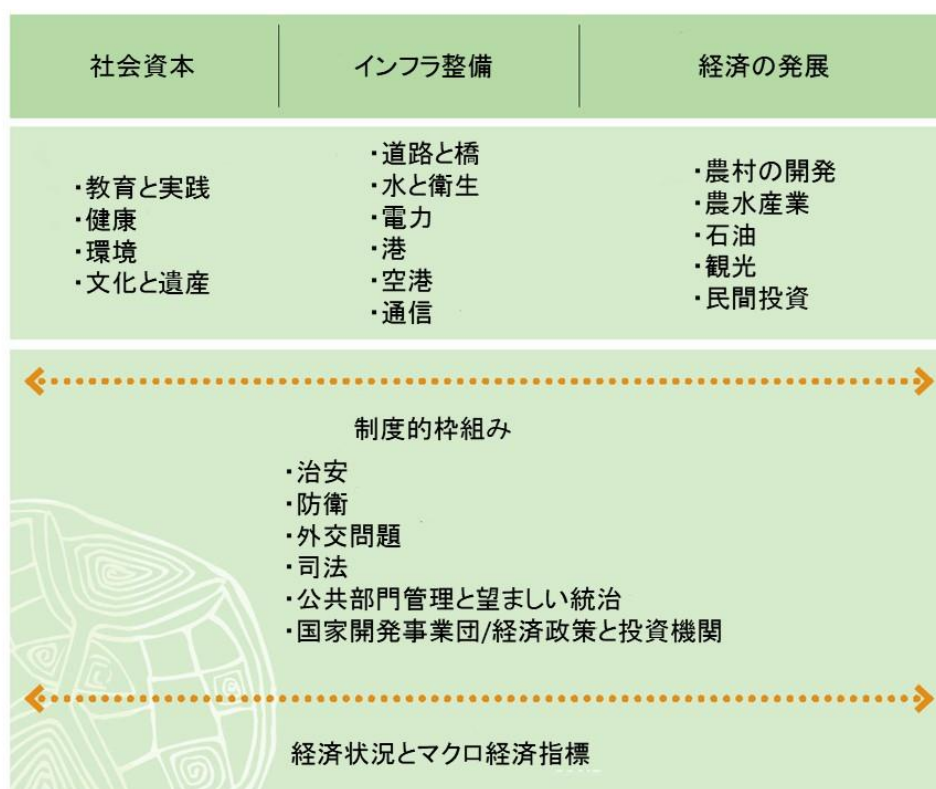 社会資本
インフラ整備
経済の発展
・教育と実践
・健康
・環境
・文化と遺産
・道路と橋
・水と衛生
・電力
・港
・空港
・通信
・農村の開発
・農水産業
・石油
・観光
・民間投資
制度的枠組み
・治安
・防衛
・外交問題
・司法
・公共部門管理と望ましい統治
・国家開発事業団/経済政策と投資機関
経済状況とマクロ経済指標